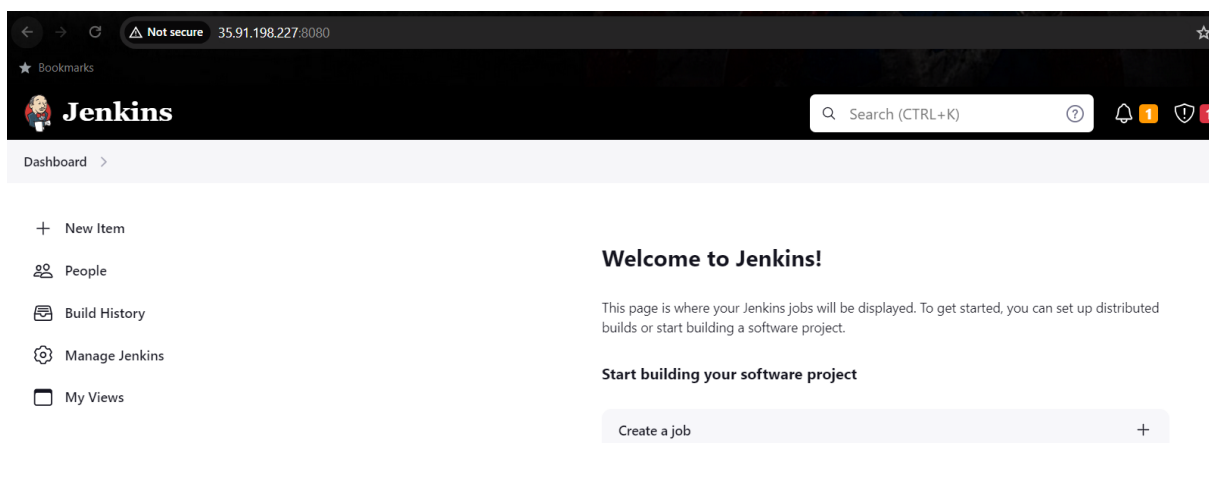 Not secure 35.91.198.227:8080
Bookmarks
Jenkins
Search (CTRL+K)
1
1
Dashboard
New Item
People
Build History
Manage Jenkins
My Views
Welcome to Jenkins!
This page is where your Jenkins jobs will be displayed. To get started, you can set up distributed
builds or start building a software project.
Start building your software project
Create a job